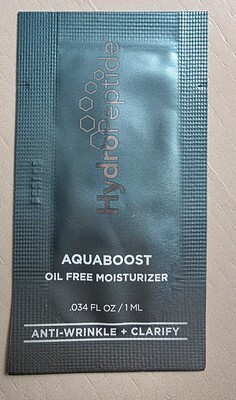 HydroPeptide
AQUABOOST
OIL FREE MOISTURIZER
.034 FL OZ / 1 ML
ANTI-WRINKLE + CLARIFY